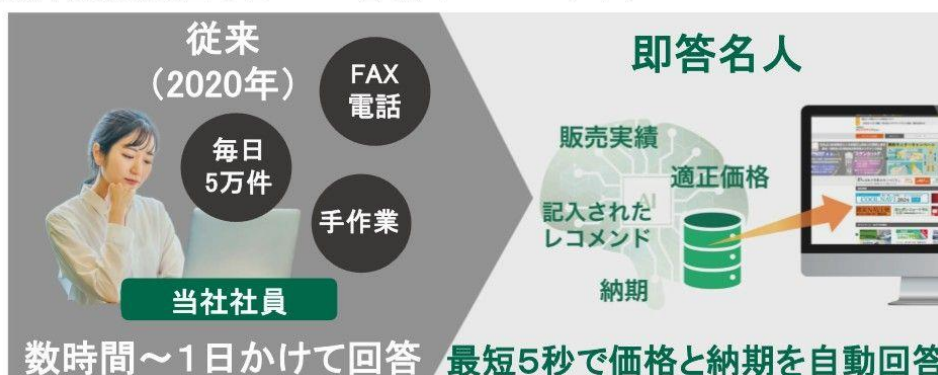 従来
（2020年）
FAX
電話
毎日
5万件
手作業
当社社員
数時間～1日かけて回答
即答名人
販売実績
適正価格
AI
記入された
レコメンド
納期
最短5秒で価格と納期を自動回答